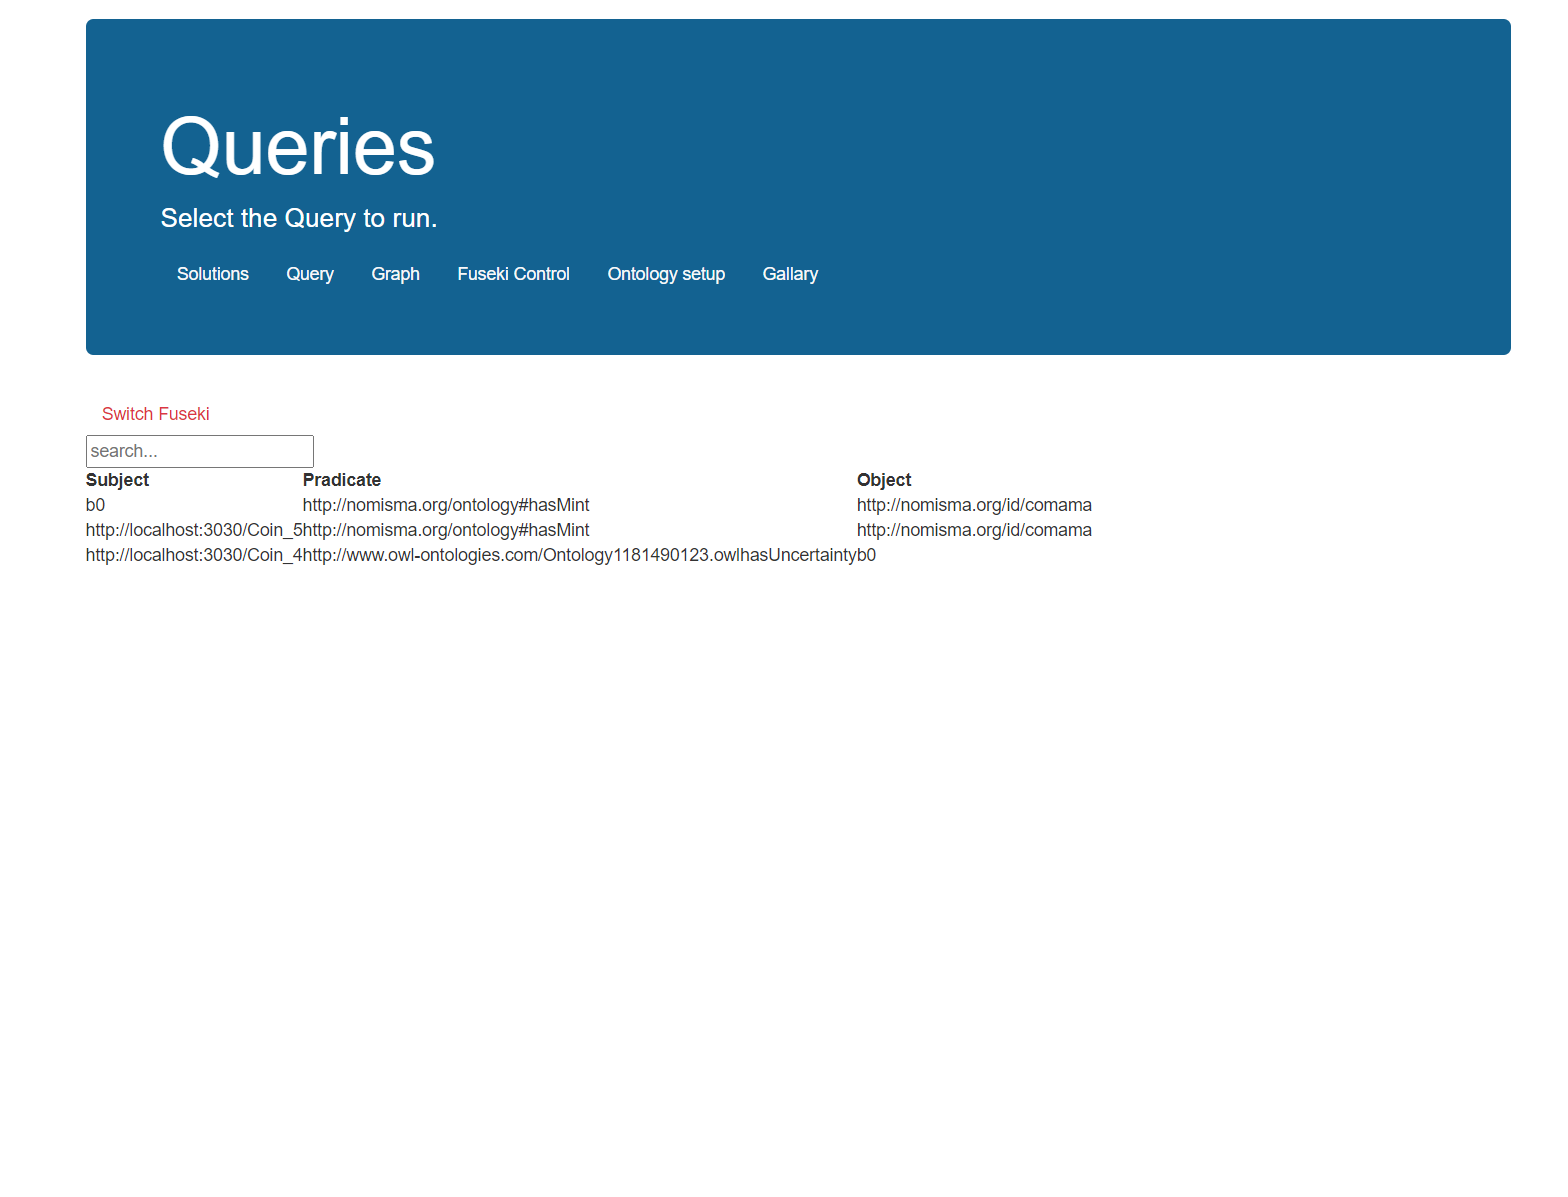 Queries
Select the Query to run.
Solutions Query Graph Fuseki Control Ontology setup Gallary
Switch Fuseki
search...
Subject Pradicate Object
b0 http://nomisma.org/ontology#hasMint http://nomisma.org/id/comama
http://localhost:3030/Coin_5 http://nomisma.org/ontology#hasMint http://nomisma.org/id/comama
http://localhost:3030/Coin_4 http://www.owl-ontologies.com/Ontology1181490123.owlhasUncertainty b0